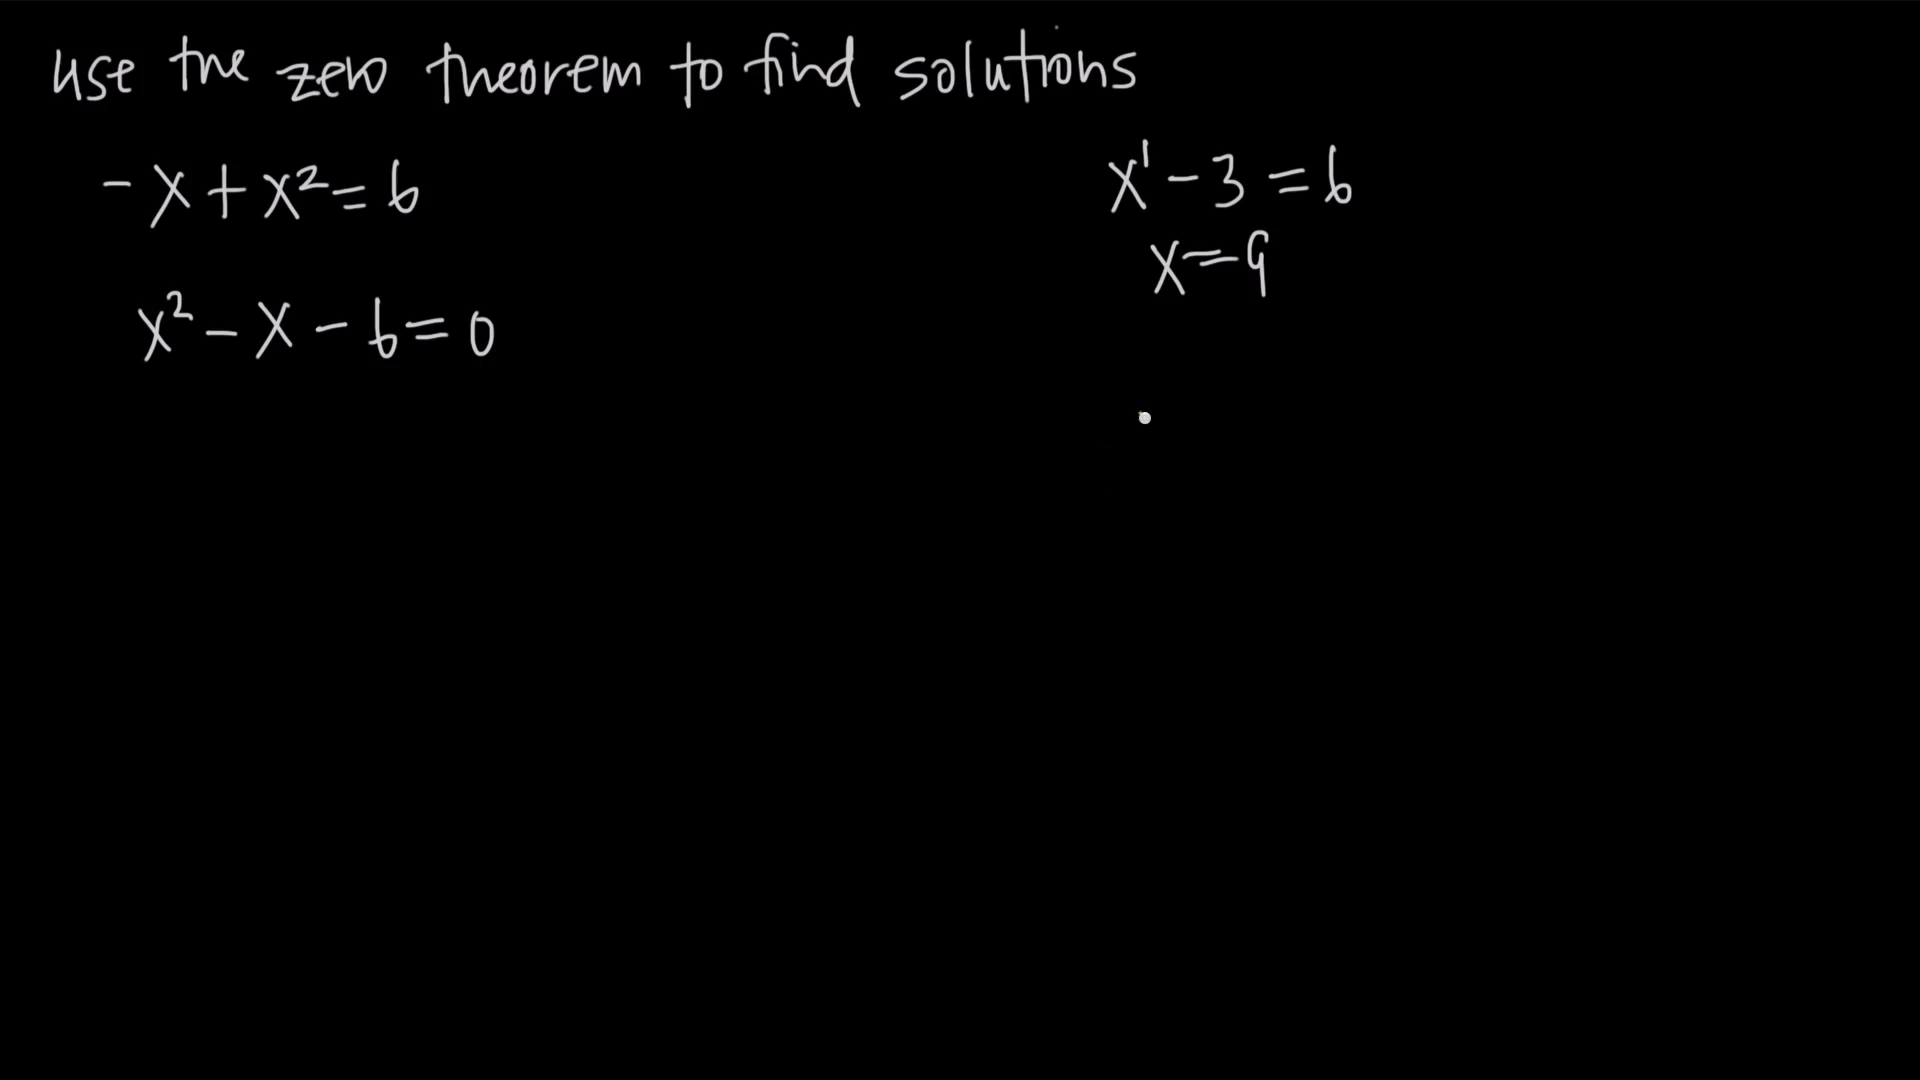 use the zero theorem to find solutions
-x + x² = 6
x¹ - 3 = 6
x = 9
x² - x - 6 = 0